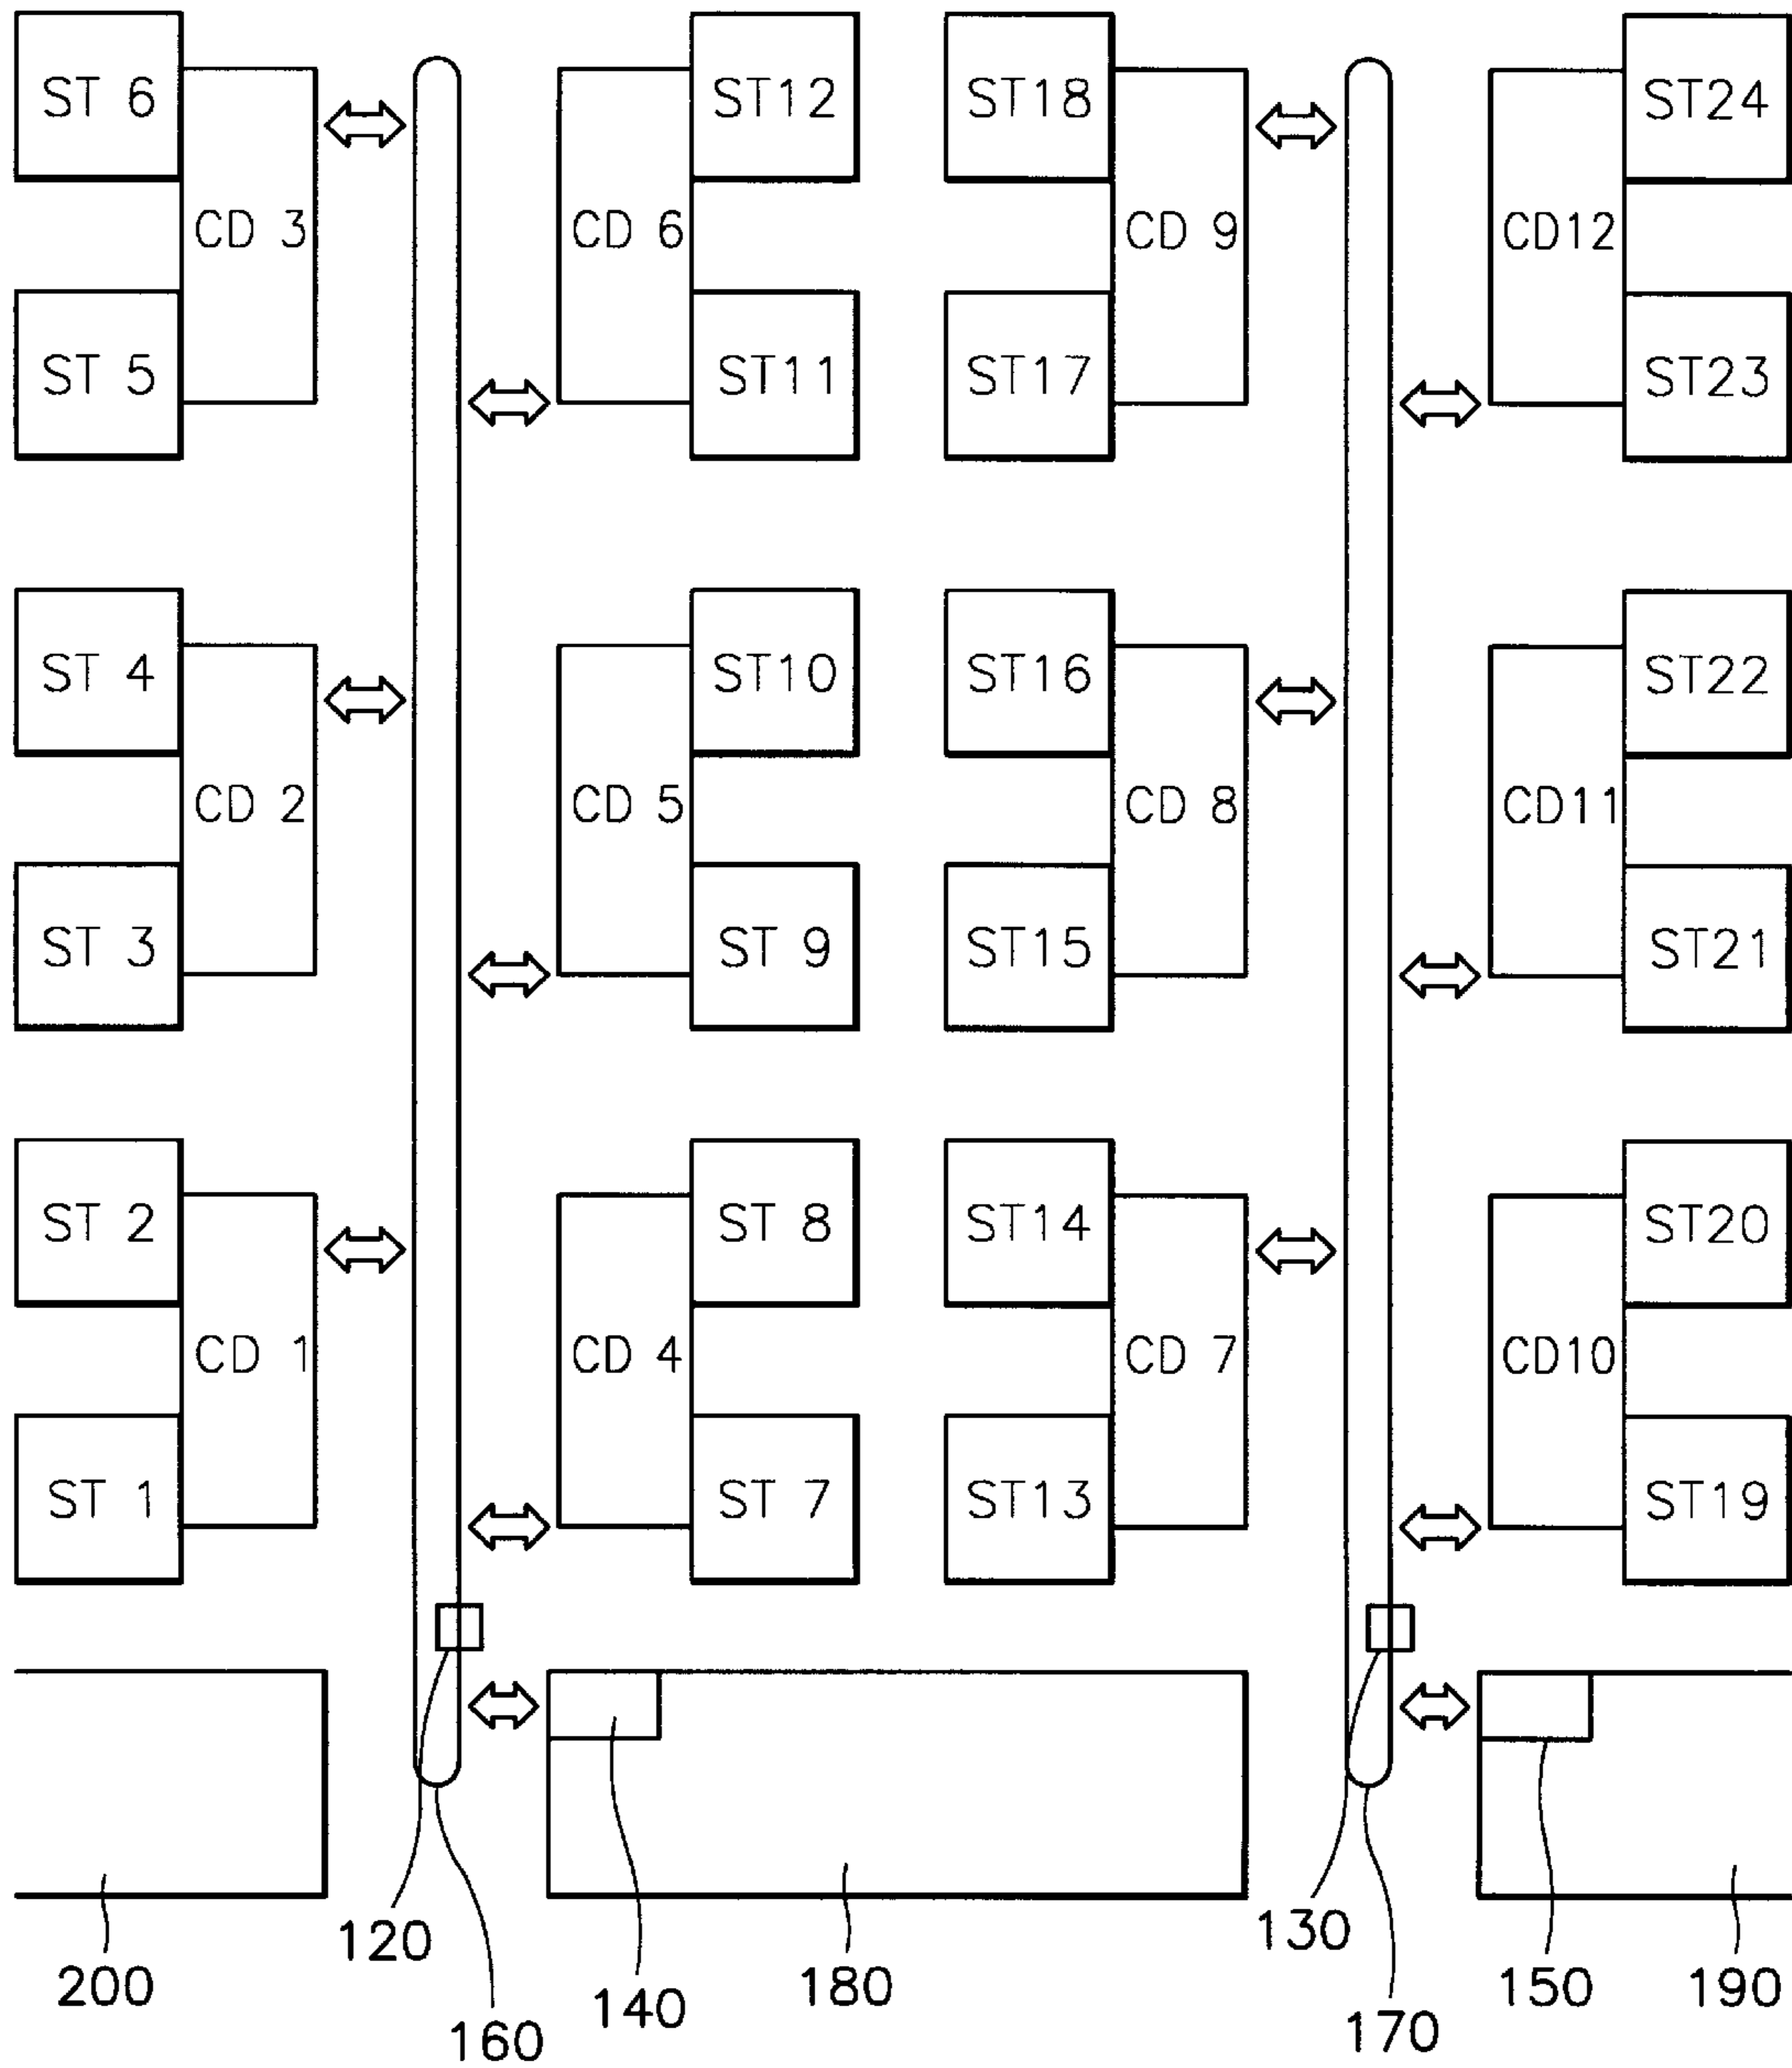 ST 6
ST12
ST18
ST24
CD 3
CD 6
CD 9
CD12
ST 5
ST11
ST17
ST23
ST 4
ST10
ST16
ST22
CD 2
CD 5
CD 8
CD11
ST 3
ST 9
ST15
ST21
ST 2
ST 8
ST14
ST20
CD 1
CD 4
CD 7
CD10
ST 1
ST 7
ST13
ST19
120
130
200
140
180
150
190
160
170